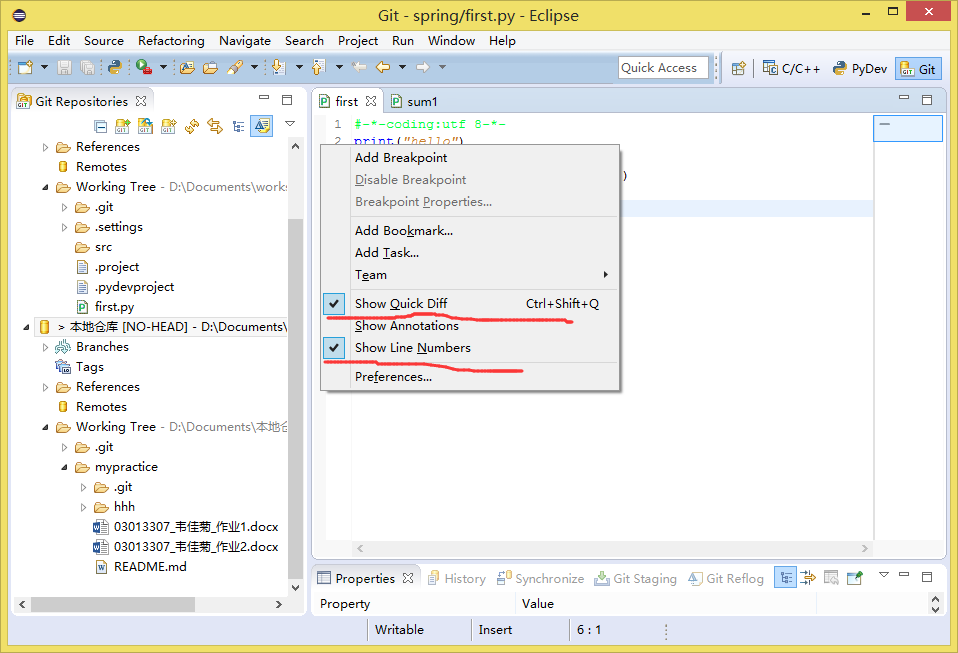 Git - spring/first.py - Eclipse
File Edit Source Refactoring Navigate Search Project Run Window Help
Quick Access C/C++ PyDev Git
Git Repositories
References
Remotes
Working Tree - D:\Documents\works
.git
.settings
src
.project
.pydevproject
first.py
> 本地仓库 [NO-HEAD] - D:\Documents\
Branches
Tags
References
Remotes
Working Tree - D:\Documents\本地仓
.git
mypractice
.git
hhh
03013307_韦佳菊_作业1.docx
03013307_韦佳菊_作业2.docx
README.md
first sum1
1 #-*-coding:utf 8-*-
2 print("hello")
)
Add Breakpoint
Disable Breakpoint
Breakpoint Properties...
Add Bookmark...
Add Task...
Team
Show Quick Diff Ctrl+Shift+Q
Show Annotations
Show Line Numbers
Preferences...
Properties History Synchronize Git Staging Git Reflog
Property Value
Writable Insert 6 : 1